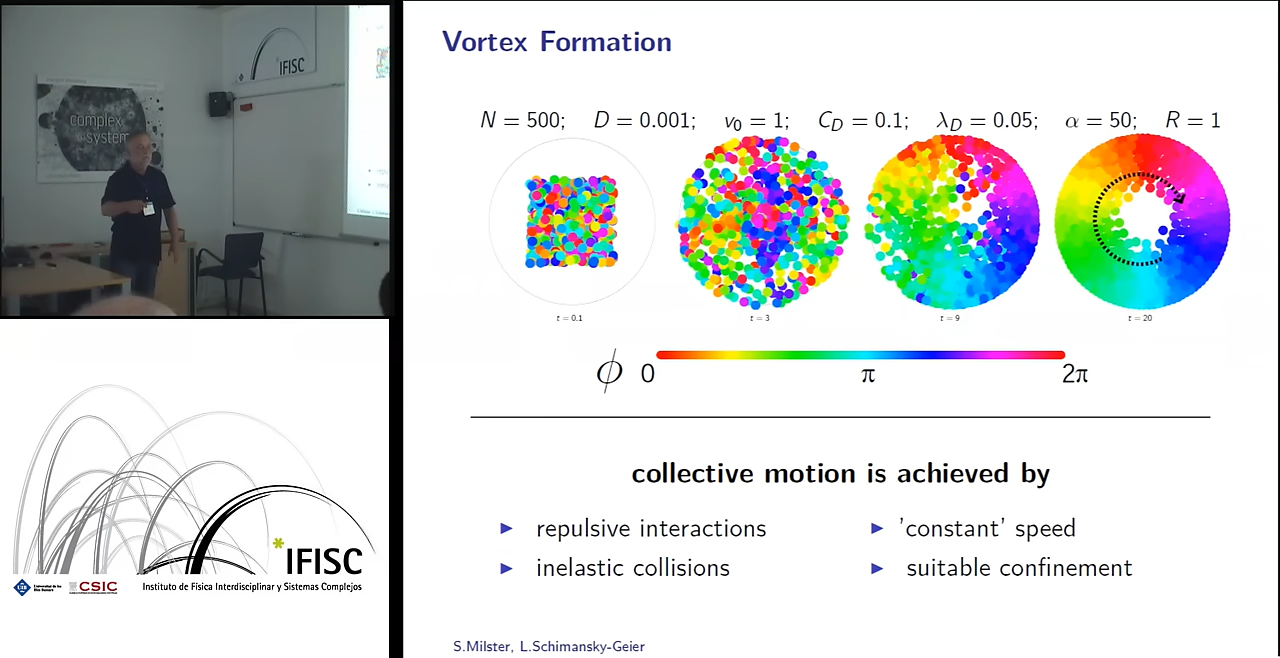 complex
system
IFISC
Vortex Formation
N = 500; D = 0.001; v₀ = 1; C_D = 0.1; λ_D = 0.05; α = 50; R = 1
t = 0.1 t = 3 t = 9 t = 20
ϕ 0 π 2π
collective motion is achieved by
▶ repulsive interactions ▶ 'constant' speed
▶ inelastic collisions ▶ suitable confinement
S.Milster, L.Schimansky-Geier
*IFISC
CSIC
Instituto de Física Interdisciplinar y Sistemas Complejos